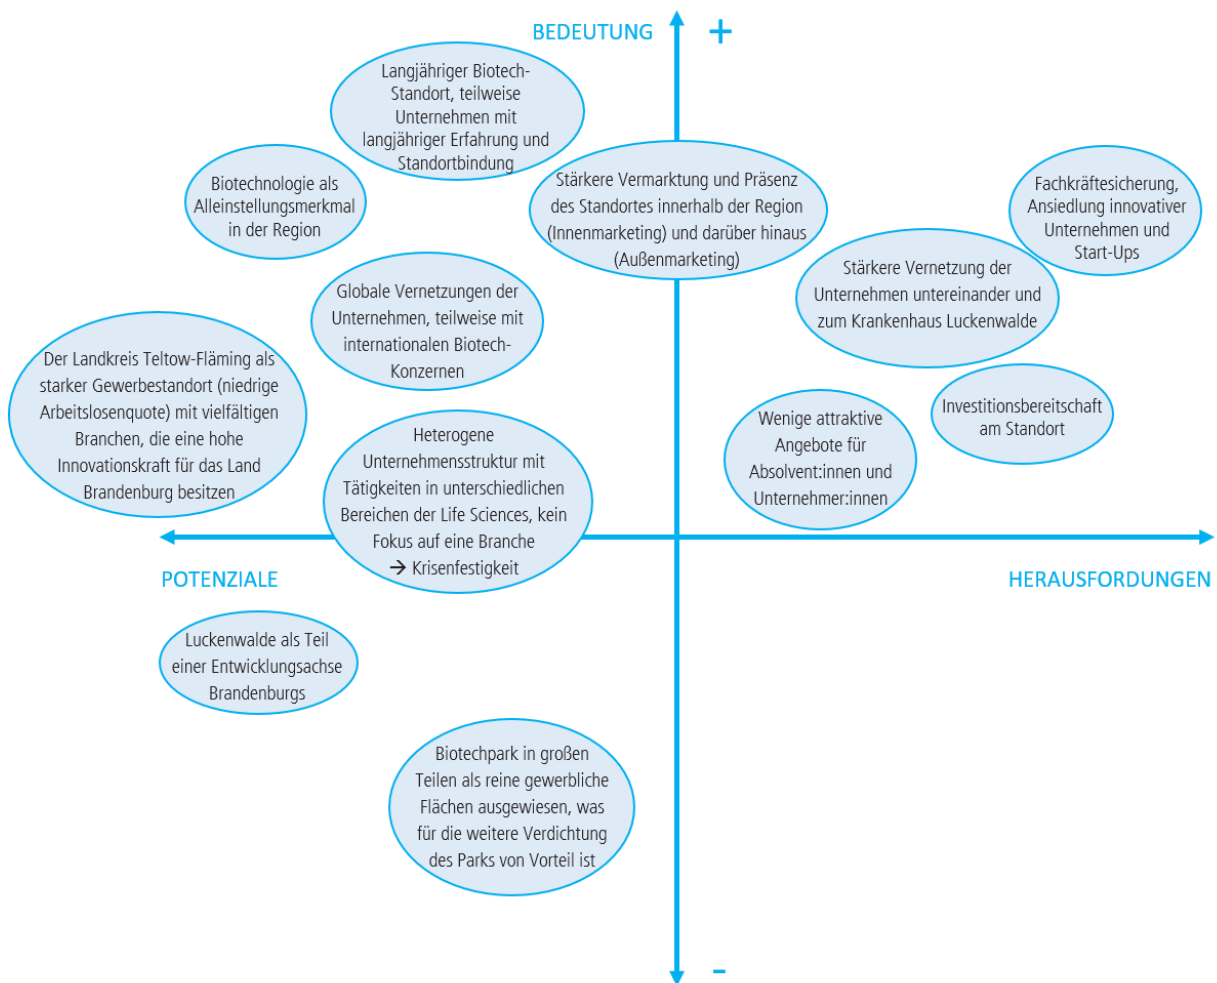 BEDEUTUNG
+
Langjähriger Biotech-
Standort, teilweise
Unternehmen mit
langjähriger Erfahrung und
Standortbindung
Biotechnologie als
Alleinstellungsmerkmal
in der Region
Stärkere Vermarktung und Präsenz
des Standortes innerhalb der Region
(Innenmarketing) und darüber hinaus
(Außenmarketing)
Fachkräftesicherung,
Ansiedlung innovativer
Unternehmen und
Start-Ups
Stärkere Vernetzung der
Unternehmen untereinander und
zum Krankenhaus Luckenwalde
Globale Vernetzungen der
Unternehmen, teilweise mit
internationalen Biotech-
Konzernen
Der Landkreis Teltow-Fläming als
starker Gewerbestandort (niedrige
Arbeitslosenquote) mit vielfältigen
Branchen, die eine hohe
Innovationskraft für das Land
Brandenburg besitzen
Heterogene
Unternehmensstruktur mit
Tätigkeiten in unterschiedlichen
Bereichen der Life Sciences, kein
Fokus auf eine Branche
→ Krisenfestigkeit
Wenige attraktive
Angebote für
Absolvent:innen und
Unternehmer:innen
Investitionsbereitschaft
am Standort
POTENZIALE
HERAUSFORDUNGEN
Luckenwalde als Teil
einer Entwicklungsachse
Brandenburgs
Biotechpark in großen
Teilen als reine gewerbliche
Flächen ausgewiesen, was
für die weitere Verdichtung
des Parks von Vorteil ist
-